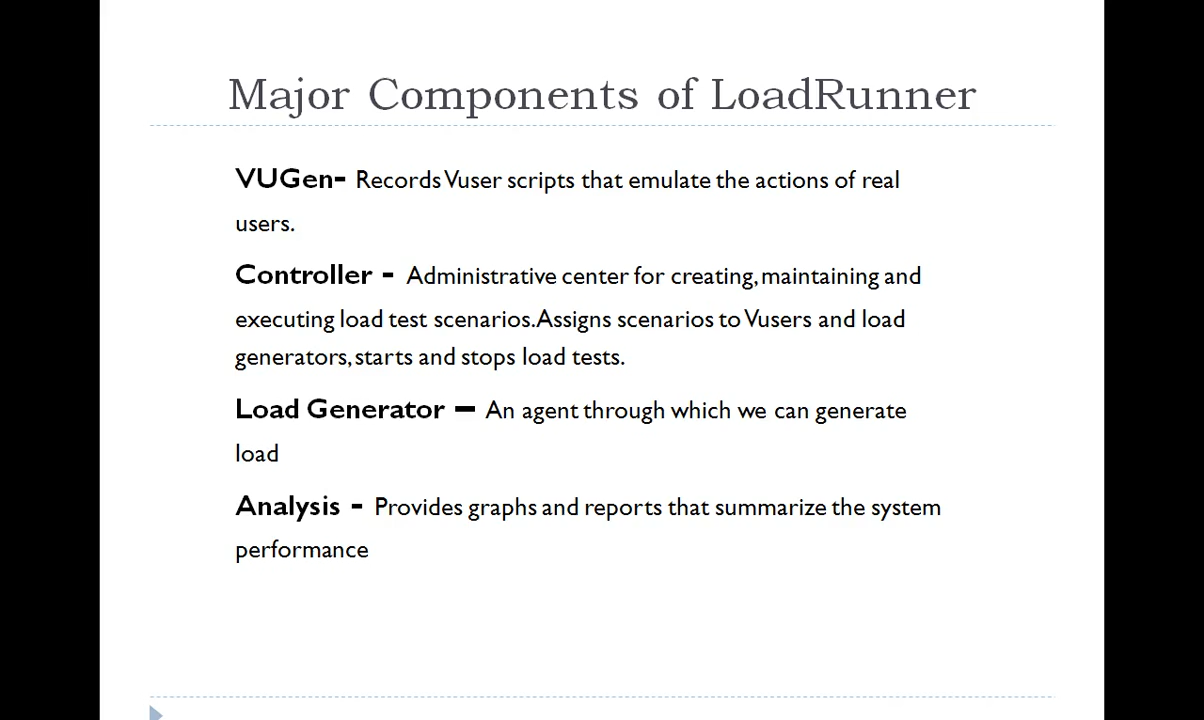 Major Components of LoadRunner
VUGen- Records Vuser scripts that emulate the actions of real
users.
Controller - Administrative center for creating, maintaining and
executing load test scenarios. Assigns scenarios to Vusers and load
generators, starts and stops load tests.
Load Generator – An agent through which we can generate
load
Analysis - Provides graphs and reports that summarize the system
performance